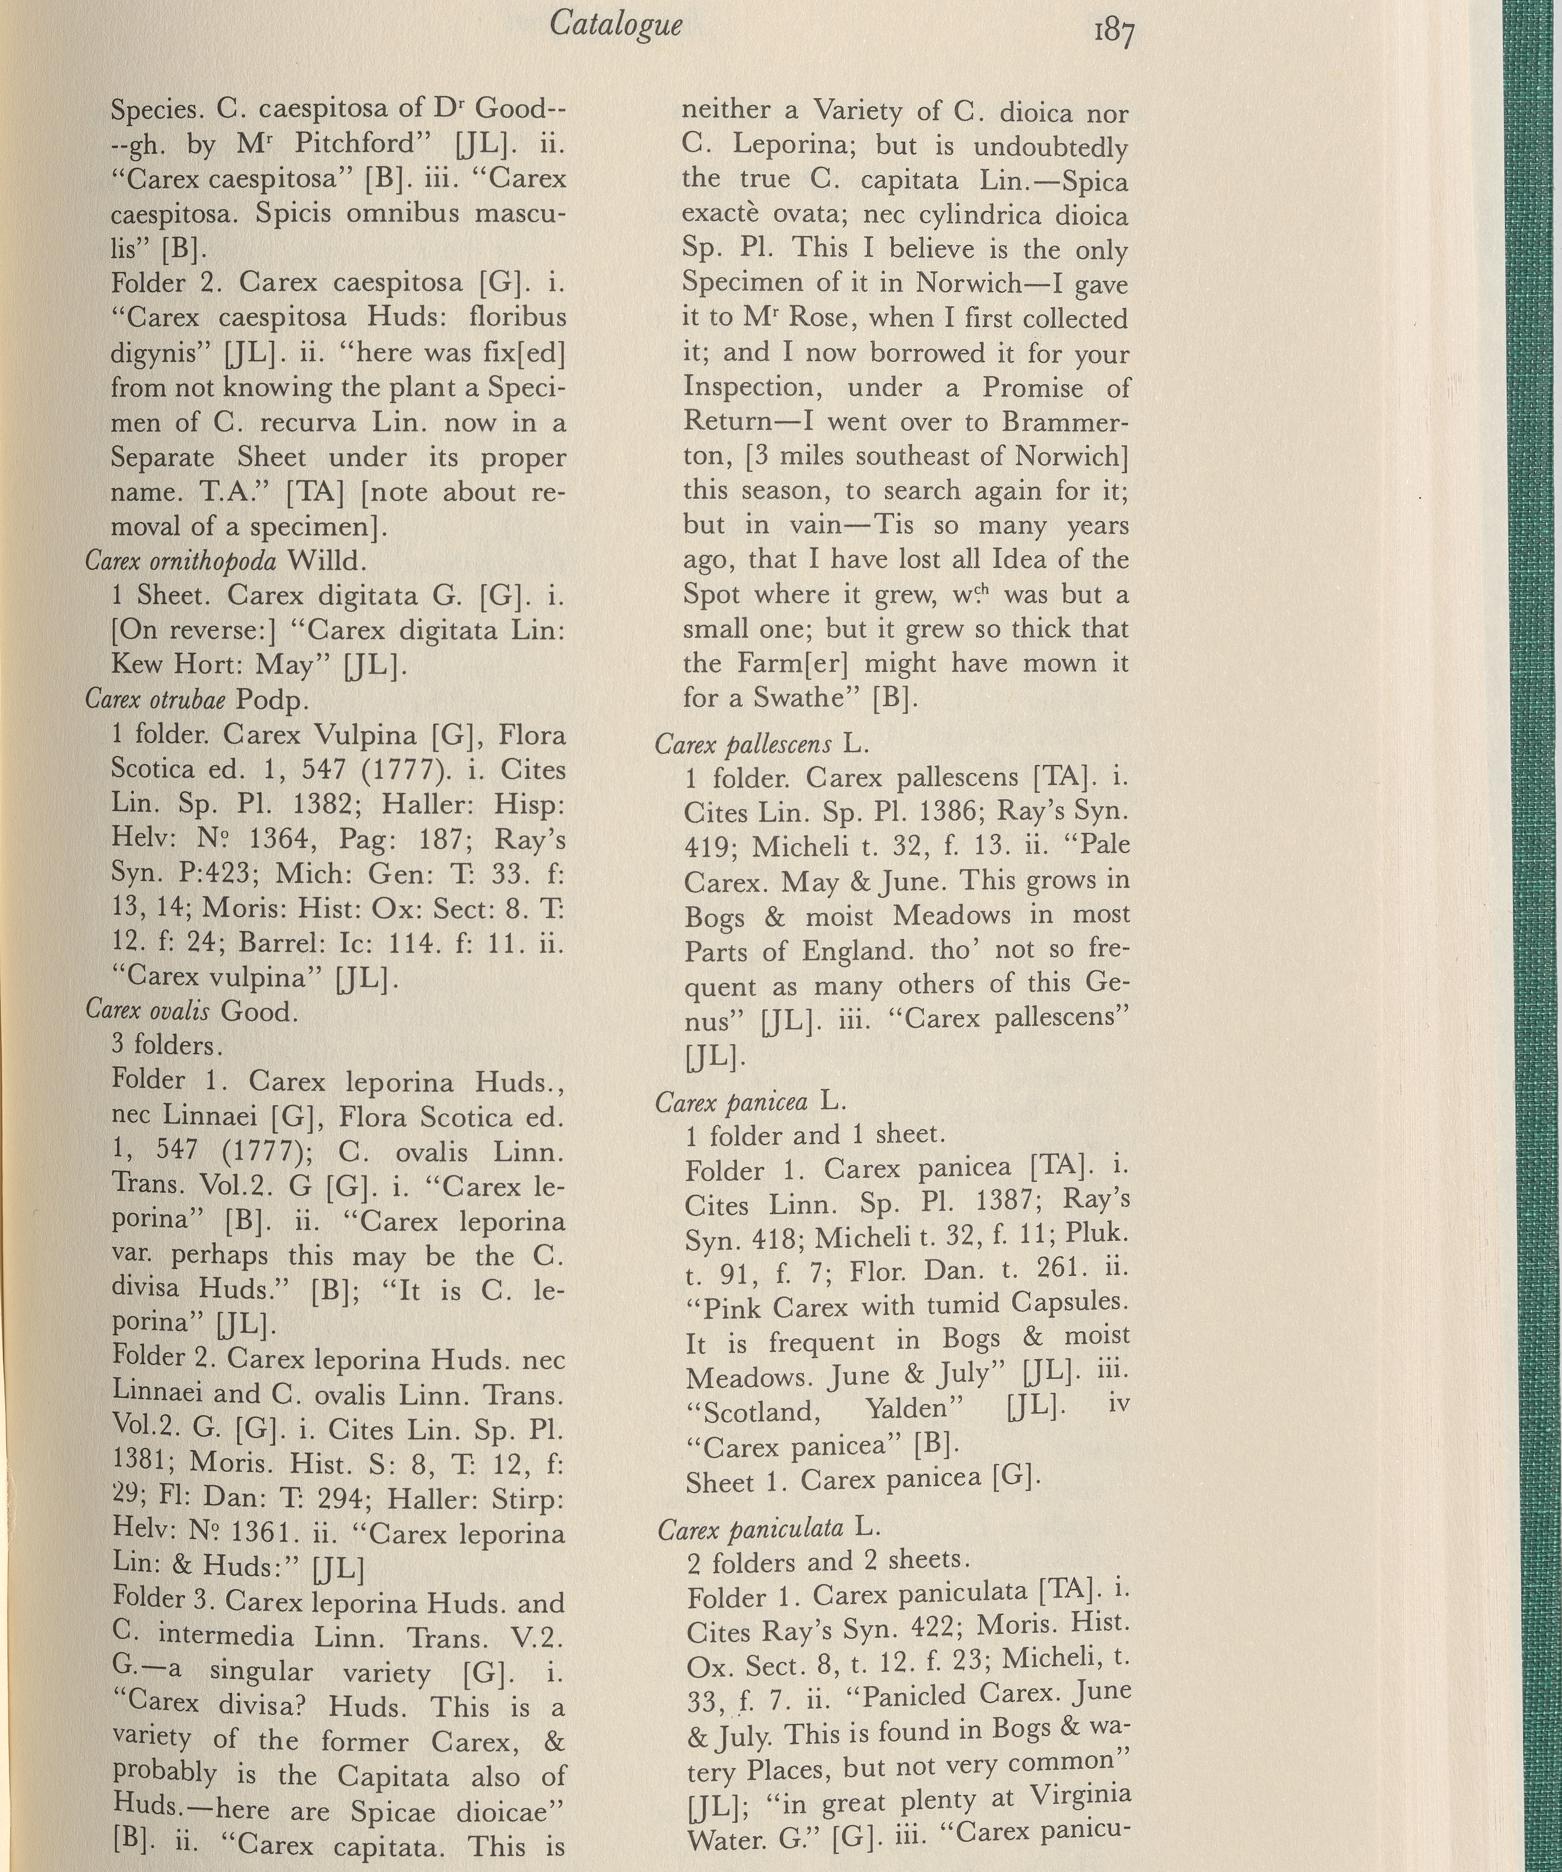 Catalogue
187
Species. C. caespitosa of Dʳ Good--
--gh. by Mʳ Pitchford” [JL]. ii.
“Carex caespitosa” [B]. iii. “Carex
caespitosa. Spicis omnibus mascu-
lis” [B].
Folder 2. Carex caespitosa [G]. i.
“Carex caespitosa Huds: floribus
digynis” [JL]. ii. “here was fix[ed]
from not knowing the plant a Speci-
men of C. recurva Lin. now in a
Separate Sheet under its proper
name. T.A.” [TA] [note about re-
moval of a specimen].
Carex ornithopoda Willd.
1 Sheet. Carex digitata G. [G]. i.
[On reverse:] “Carex digitata Lin:
Kew Hort: May” [JL].
Carex otrubae Podp.
1 folder. Carex Vulpina [G], Flora
Scotica ed. 1, 547 (1777). i. Cites
Lin. Sp. Pl. 1382; Haller: Hisp:
Helv: Nº 1364, Pag: 187; Ray’s
Syn. P:423; Mich: Gen: T: 33. f:
13, 14; Moris: Hist: Ox: Sect: 8. T:
12. f: 24; Barrel: Ic: 114. f: 11. ii.
“Carex vulpina” [JL].
Carex ovalis Good.
3 folders.
Folder 1. Carex leporina Huds.,
nec Linnaei [G], Flora Scotica ed.
1, 547 (1777); C. ovalis Linn.
Trans. Vol.2. G [G]. i. “Carex le-
porina” [B]. ii. “Carex leporina
var. perhaps this may be the C.
divisa Huds.” [B]; “It is C. le-
porina” [JL].
Folder 2. Carex leporina Huds. nec
Linnaei and C. ovalis Linn. Trans.
Vol.2. G. [G]. i. Cites Lin. Sp. Pl.
1381; Moris. Hist. S: 8, T: 12, f:
29; Fl: Dan: T: 294; Haller: Stirp:
Helv: Nº 1361. ii. “Carex leporina
Lin: & Huds:” [JL]
Folder 3. Carex leporina Huds. and
C. intermedia Linn. Trans. V.2.
G.—a singular variety [G]. i.
“Carex divisa? Huds. This is a
variety of the former Carex, &
probably is the Capitata also of
Huds.—here are Spicae dioicae”
[B]. ii. “Carex capitata. This is
neither a Variety of C. dioica nor
C. Leporina; but is undoubtedly
the true C. capitata Lin.—Spica
exactè ovata; nec cylindrica dioica
Sp. Pl. This I believe is the only
Specimen of it in Norwich—I gave
it to Mʳ Rose, when I first collected
it; and I now borrowed it for your
Inspection, under a Promise of
Return—I went over to Brammer-
ton, [3 miles southeast of Norwich]
this season, to search again for it;
but in vain—Tis so many years
ago, that I have lost all Idea of the
Spot where it grew, w.ᶜʰ was but a
small one; but it grew so thick that
the Farm[er] might have mown it
for a Swathe” [B].
Carex pallescens L.
1 folder. Carex pallescens [TA]. i.
Cites Lin. Sp. Pl. 1386; Ray’s Syn.
419; Micheli t. 32, f. 13. ii. “Pale
Carex. May & June. This grows in
Bogs & moist Meadows in most
Parts of England. tho’ not so fre-
quent as many others of this Ge-
nus” [JL]. iii. “Carex pallescens”
[JL].
Carex panicea L.
1 folder and 1 sheet.
Folder 1. Carex panicea [TA]. i.
Cites Linn. Sp. Pl. 1387; Ray’s
Syn. 418; Micheli t. 32, f. 11; Pluk.
t. 91, f. 7; Flor. Dan. t. 261. ii.
“Pink Carex with tumid Capsules.
It is frequent in Bogs & moist
Meadows. June & July” [JL]. iii.
“Scotland, Yalden” [JL]. iv
“Carex panicea” [B].
Sheet 1. Carex panicea [G].
Carex paniculata L.
2 folders and 2 sheets.
Folder 1. Carex paniculata [TA]. i.
Cites Ray’s Syn. 422; Moris. Hist.
Ox. Sect. 8, t. 12. f. 23; Micheli, t.
33, f. 7. ii. “Panicled Carex. June
& July. This is found in Bogs & wa-
tery Places, but not very common”
[JL]; “in great plenty at Virginia
Water. G.” [G]. iii. “Carex panicu-